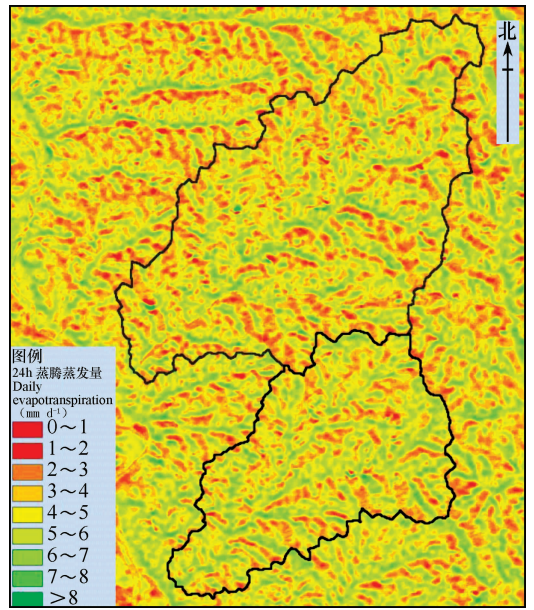 北
图例
24h 蒸腾蒸发量
Daily
evapotranspiration
(mm d⁻¹)
0～1
1～2
2～3
3～4
4～5
5～6
6～7
7～8
>8